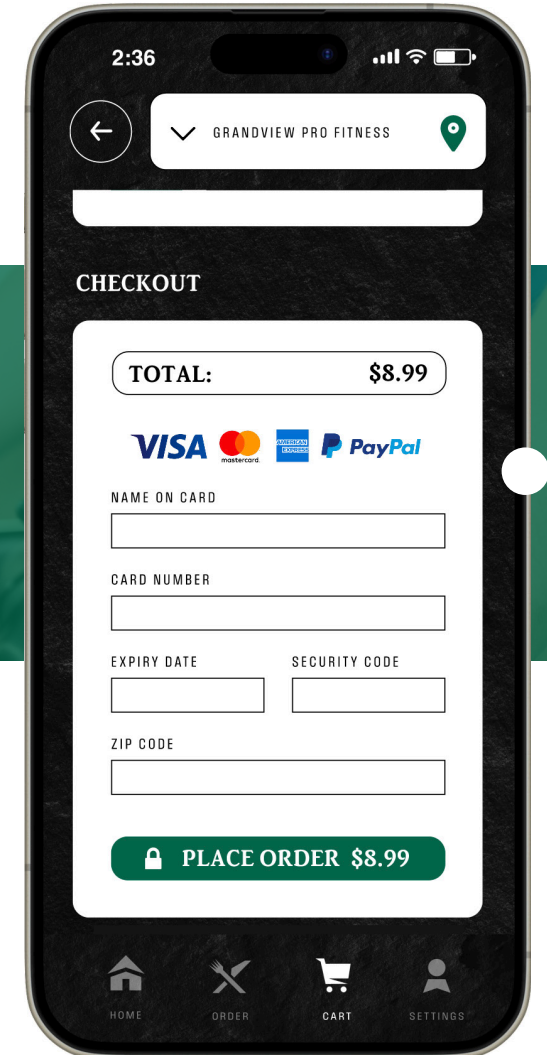 2:36
GRANDVIEW PRO FITNESS
CHECKOUT
TOTAL: $8.99
VISA mastercard. AMERICAN EXPRESS PayPal
NAME ON CARD
CARD NUMBER
EXPIRY DATE SECURITY CODE
ZIP CODE
PLACE ORDER $8.99
HOME ORDER CART SETTINGS